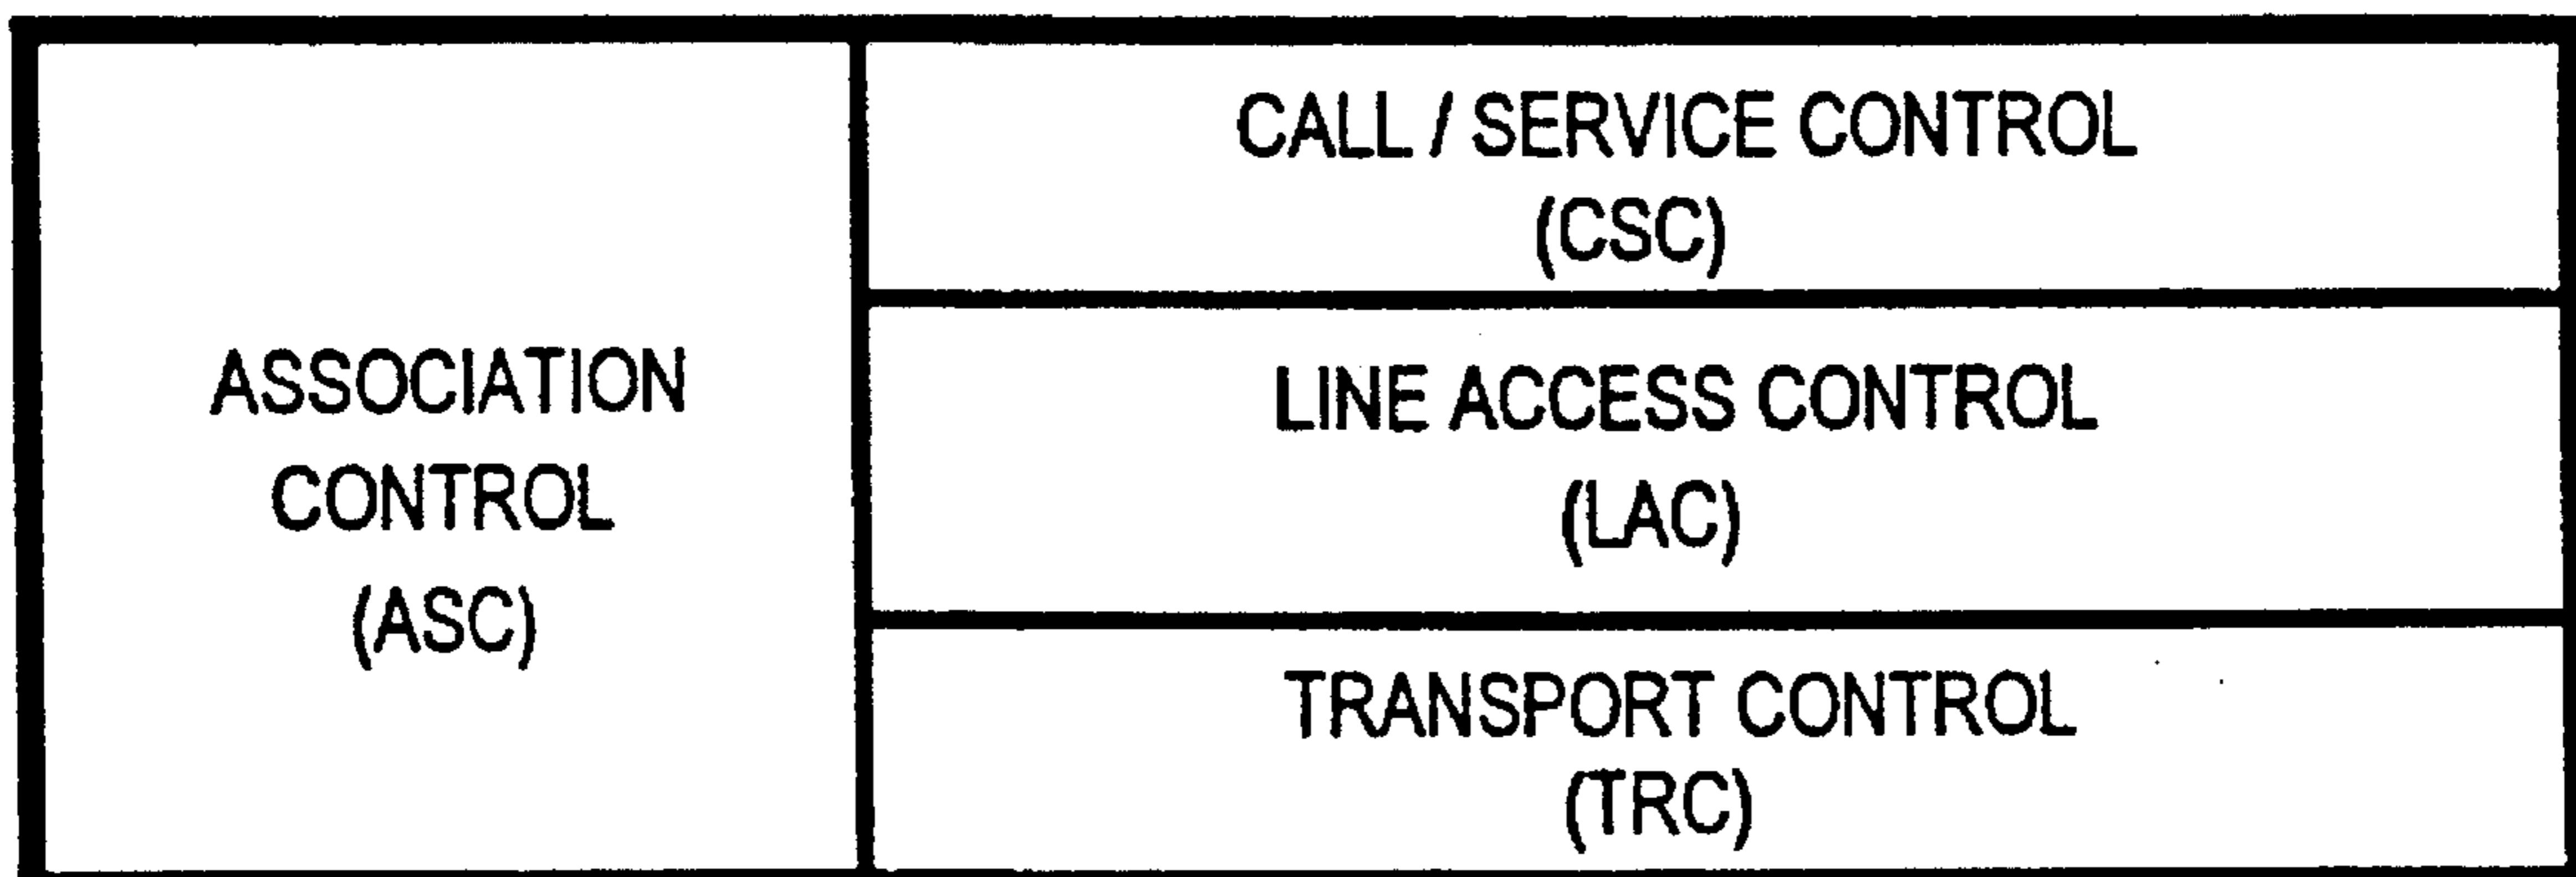 ASSOCIATION
CONTROL
(ASC)
CALL / SERVICE CONTROL
(CSC)
LINE ACCESS CONTROL
(LAC)
TRANSPORT CONTROL
(TRC)